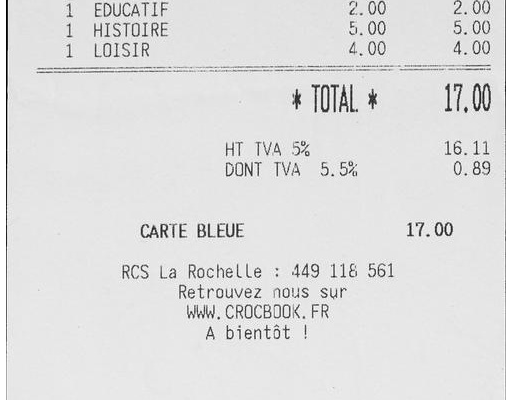 1 EDUCATIF 2.00 2.00
1 HISTOIRE 5.00 5.00
1 LOISIR 4.00 4.00
* TOTAL * 17.00
HT TVA 5% 16.11
DONT TVA 5.5% 0.89
CARTE BLEUE 17.00
RCS La Rochelle : 449 118 561
Retrouvez nous sur
WWW.CROCBOOK.FR
A bientôt !